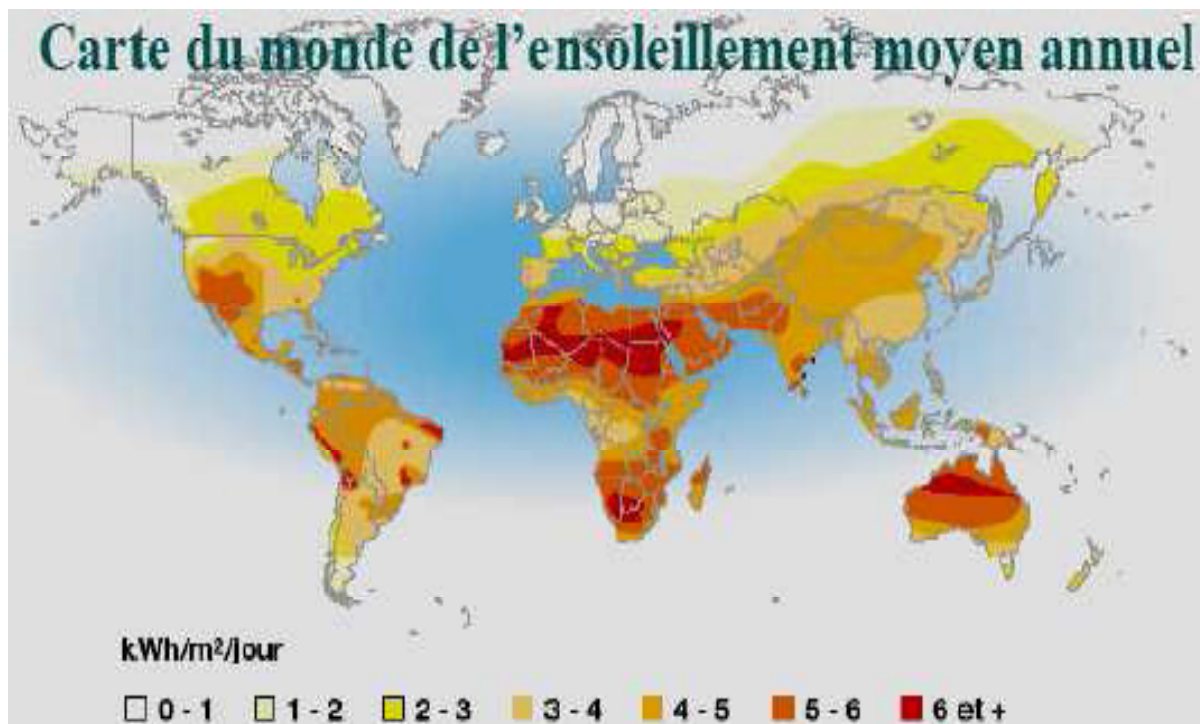 Carte du monde de l’ensoleillement moyen annuel
kWh/m²/jour
0 - 1 1 - 2 2 - 3 3 - 4 4 - 5 5 - 6 6 et +